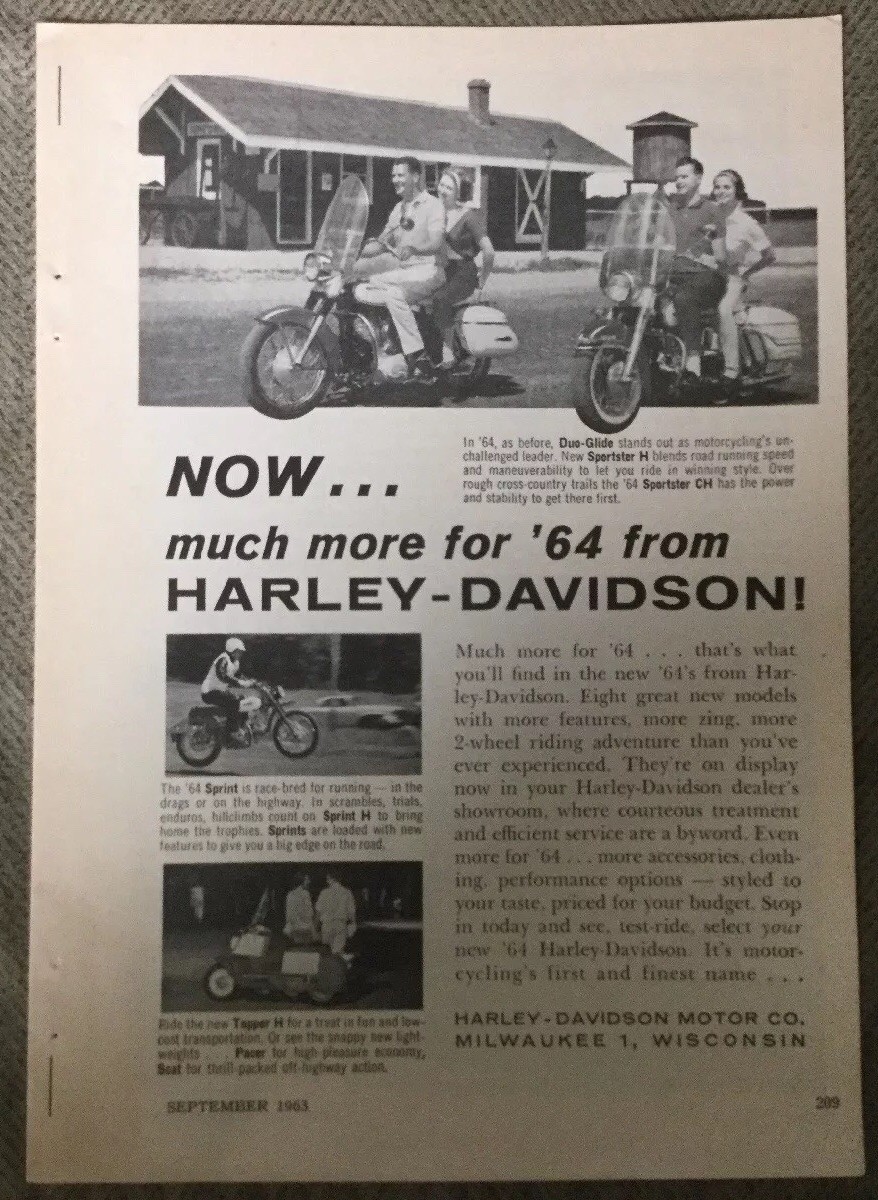 In '64, as before, Duo-Glide stands out as motorcycling's un-
challenged leader. New Sportster H blends road running speed
and maneuverability to let you ride in winning style. Over
rough cross-country trails the '64 Sportster CH has the power
and stability to get there first.
NOW...
much more for '64 from
HARLEY-DAVIDSON!
The '64 Sprint is race-bred for running — in the
drags or on the highway. In scrambles, trials,
enduros, hillclimbs count on Sprint H to bring
home the trophies. Sprints are loaded with new
features to give you a big edge on the road.
Ride the new Topper H for a treat in fun and low-
cost transportation. Or see the snappy new light-
weights . . . Pacer for high pleasure economy,
Scat for thrill-packed off-highway action.
Much more for '64 . . . that's what
you'll find in the new '64's from Har-
ley-Davidson. Eight great new models
with more features, more zing, more
2-wheel riding adventure than you've
ever experienced. They're on display
now in your Harley-Davidson dealer's
showroom, where courteous treatment
and efficient service are a byword. Even
more for '64 . . . more accessories, cloth-
ing, performance options — styled to
your taste, priced for your budget. Stop
in today and see, test-ride, select your
new '64 Harley-Davidson. It's motor-
cycling's first and finest name . . .
HARLEY-DAVIDSON MOTOR CO.
MILWAUKEE 1, WISCONSIN
SEPTEMBER 1963
209